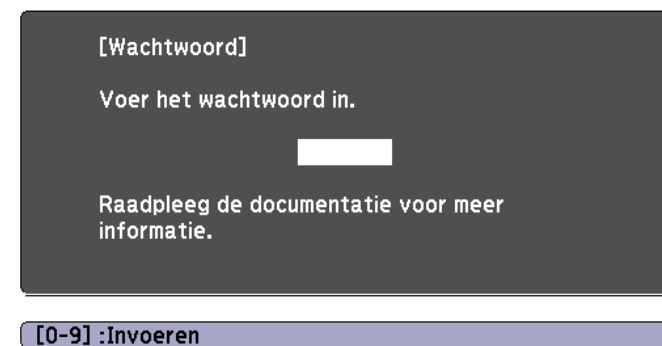 [Wachtwoord]
Voer het wachtwoord in.
Raadpleeg de documentatie voor meer
informatie.
[0-9] :Invoeren